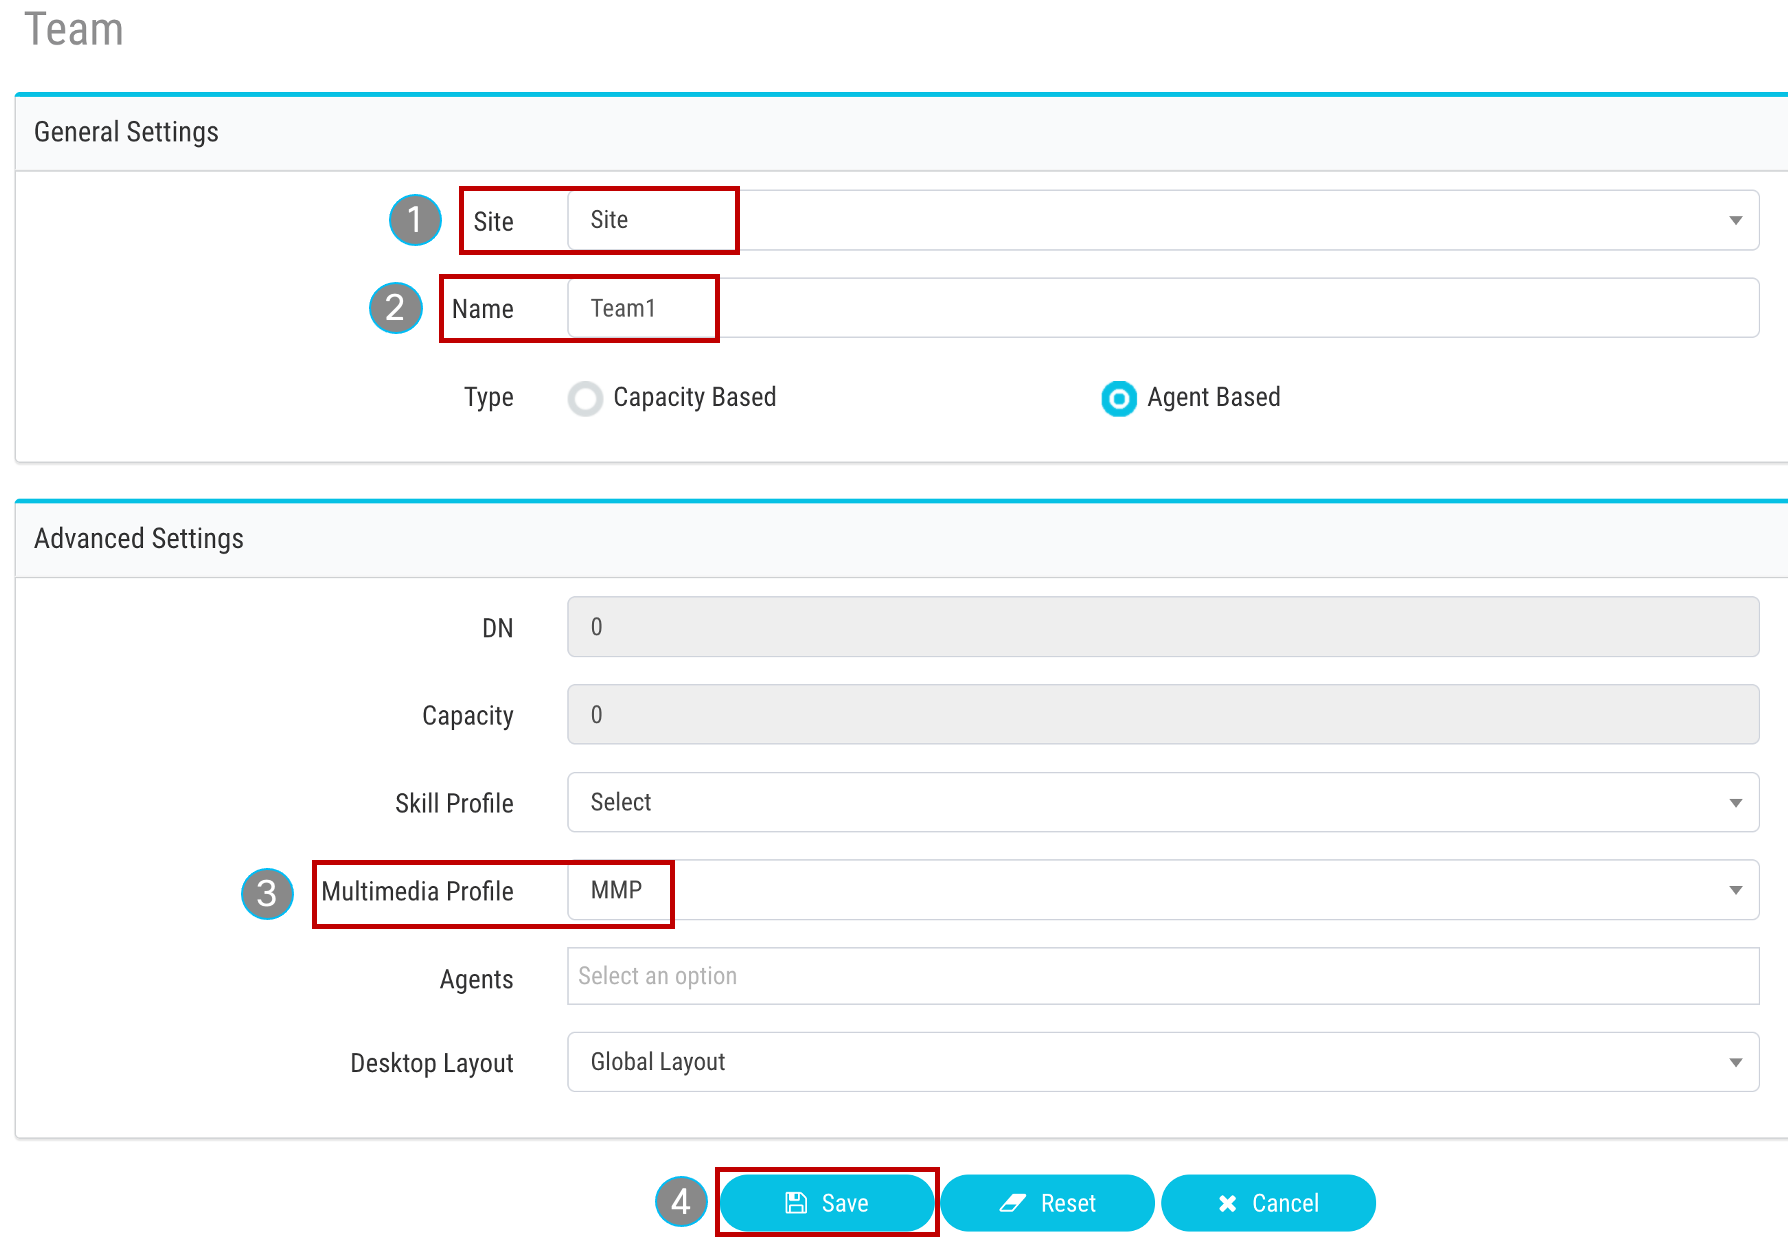 Team
General Settings
1 Site Site
2 Name Team1
Type Capacity Based Agent Based
Advanced Settings
DN 0
Capacity 0
Skill Profile Select
3 Multimedia Profile MMP
Agents Select an option
Desktop Layout Global Layout
4 Save Reset Cancel